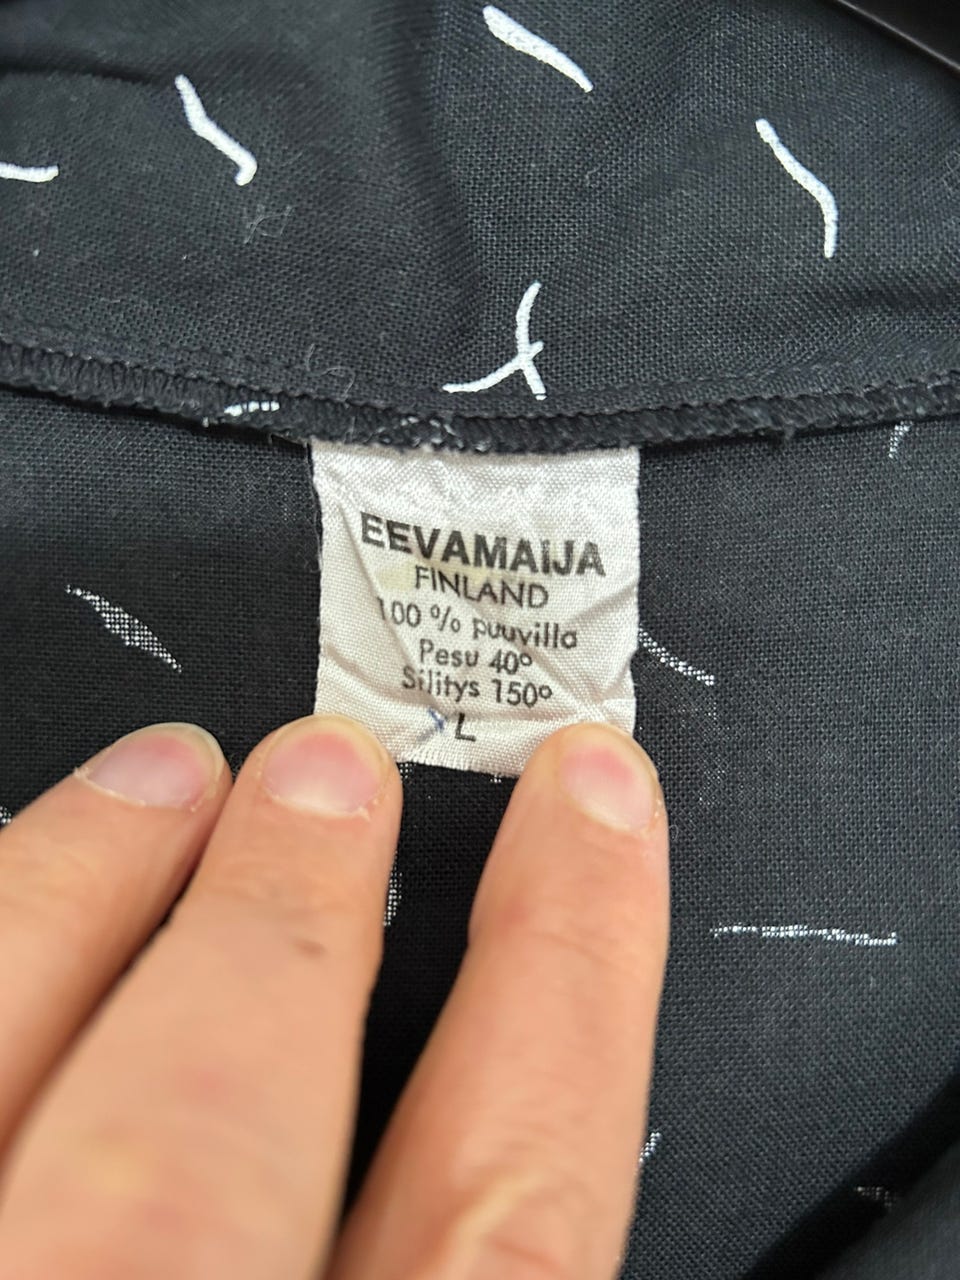 EEVAMAIJA
FINLAND
100 % puuvilla
Pesu 40°
Silitys 150°
L